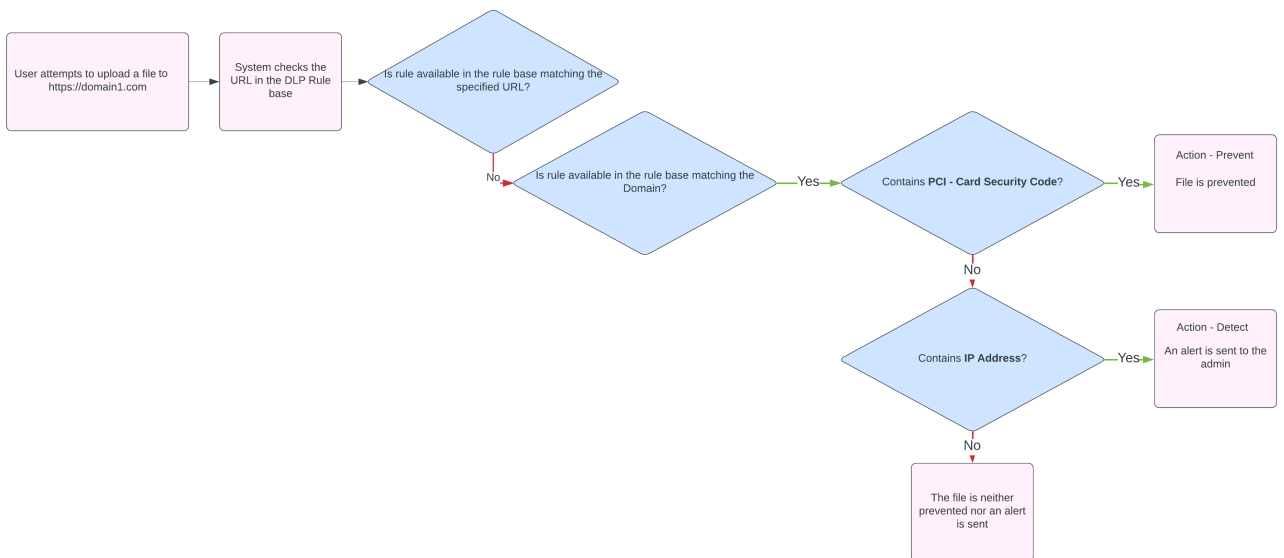 User attempts to upload a file to
https://domain1.com
System checks the
URL in the DLP Rule
base
Is rule available in the rule base matching the
specified URL?
No
Is rule available in the rule base matching the
Domain?
Yes
Contains PCI - Card Security Code?
Yes
Action - Prevent
File is prevented
No
Contains IP Address?
Yes
Action - Detect
An alert is sent to the
admin
No
The file is neither
prevented nor an alert
is sent